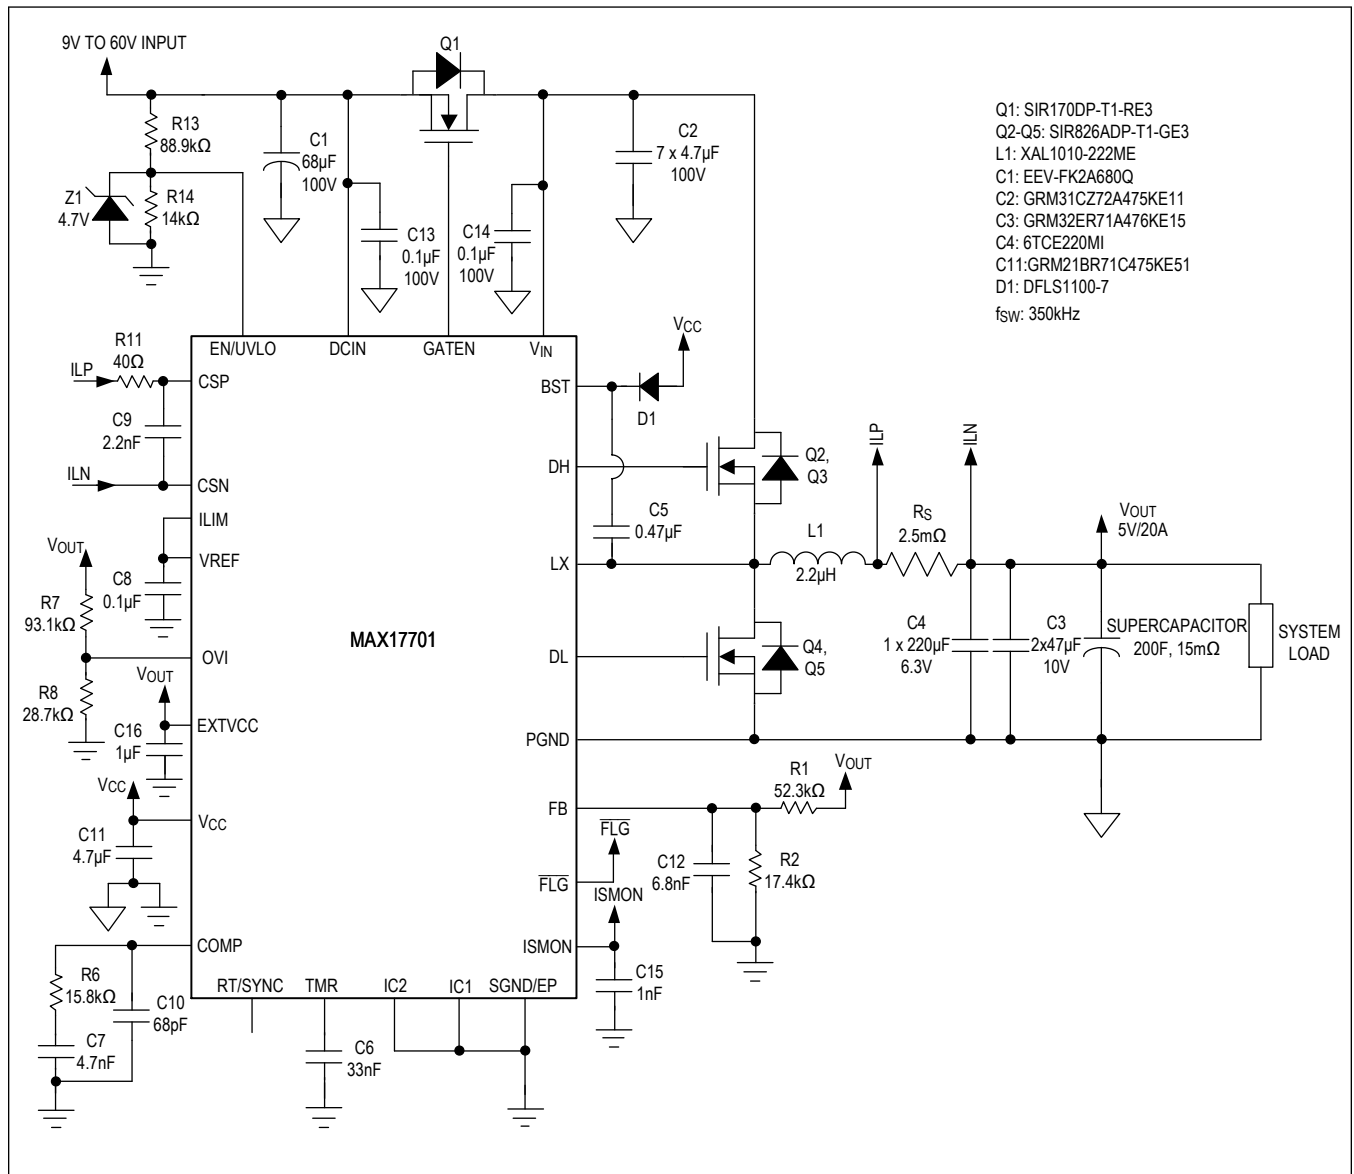 9V TO 60V INPUT
Q1
R13
88.9kΩ
C1
68µF
100V
C2
7 x 4.7µF
100V
Z1
4.7V
R14
14kΩ
C13
0.1µF
100V
C14
0.1µF
100V
Q1: SIR170DP-T1-RE3
Q2-Q5: SIR826ADP-T1-GE3
L1: XAL1010-222ME
C1: EEV-FK2A680Q
C2: GRM31CZ72A475KE11
C3: GRM32ER71A476KE15
C4: 6TCE220MI
C11:GRM21BR71C475KE51
D1: DFLS1100-7
fSW: 350kHz
EN/UVLO
DCIN
GATEN
VIN
R11
40Ω
ILP
CSP
C9
2.2nF
ILN
CSN
ILIM
VREF
C8
0.1µF
VOUT
R7
93.1kΩ
OVI
R8
28.7kΩ
VOUT
EXTVCC
C16
1µF
VCC
VCC
C11
4.7µF
COMP
R6
15.8kΩ
C10
68pF
C7
4.7nF
MAX17701
RT/SYNC
TMR
IC2
IC1
SGND/EP
C6
33nF
VCC
BST
D1
DH
Q2,
Q3
C5
0.47µF
LX
L1
2.2µH
ILP
ILN
RS
2.5mΩ
VOUT
5V/20A
DL
Q4,
Q5
C4
1 x 220µF
6.3V
C3
2x47µF
10V
SUPERCAPACITOR
200F, 15mΩ
SYSTEM
LOAD
PGND
FB
R1
52.3kΩ
VOUT
C12
6.8nF
R2
17.4kΩ
FLG
FLG
ISMON
ISMON
C15
1nF